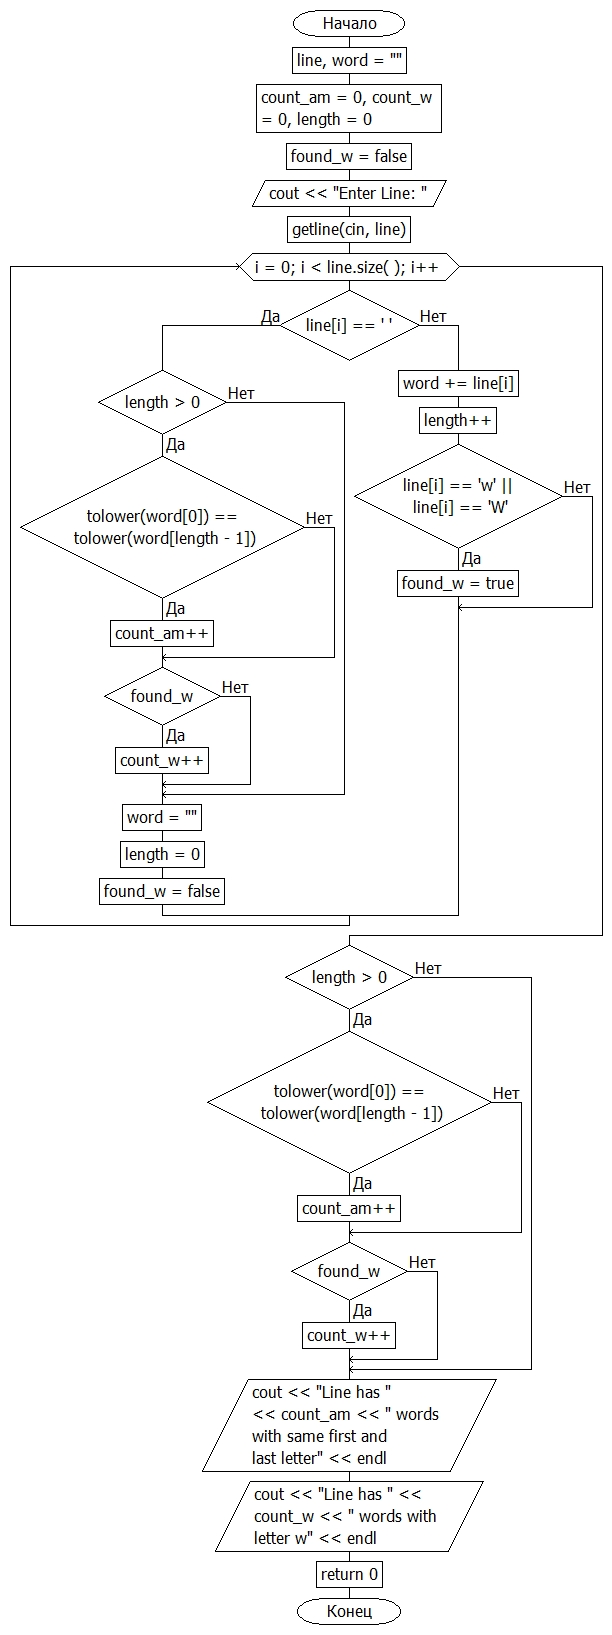 Начало
line, word = ""
count_am = 0, count_w
= 0, length = 0
found_w = false
cout << "Enter Line: "
getline(cin, line)
i = 0; i < line.size( ); i++
line[i] == ' '
Да
Нет
length > 0
Нет
Да
tolower(word[0]) ==
tolower(word[length - 1])
Нет
Да
count_am++
found_w
Нет
Да
count_w++
word = ""
length = 0
found_w = false
word += line[i]
length++
line[i] == 'w' ||
line[i] == 'W'
Нет
Да
found_w = true
length > 0
Нет
Да
tolower(word[0]) ==
tolower(word[length - 1])
Нет
Да
count_am++
found_w
Нет
Да
count_w++
cout << "Line has "
<< count_am << " words
with same first and
last letter" << endl
cout << "Line has " <<
count_w << " words with
letter w" << endl
return 0
Конец